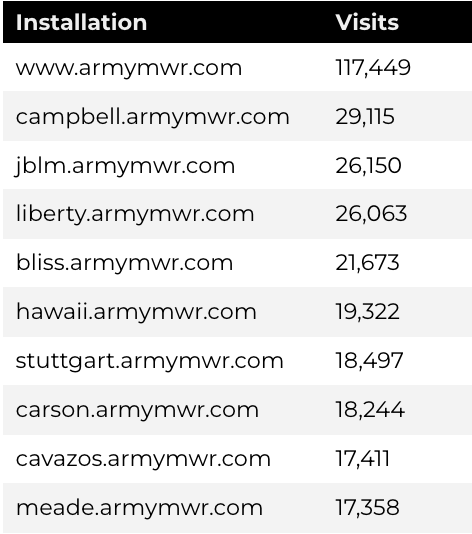 Installation Visits
www.armymwr.com 117,449
campbell.armymwr.com 29,115
jblm.armymwr.com 26,150
liberty.armymwr.com 26,063
bliss.armymwr.com 21,673
hawaii.armymwr.com 19,322
stuttgart.armymwr.com 18,497
carson.armymwr.com 18,244
cavazos.armymwr.com 17,411
meade.armymwr.com 17,358